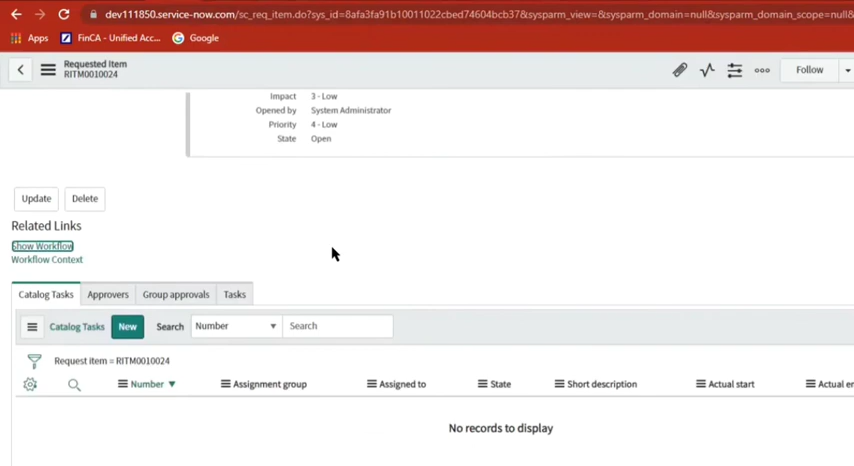 dev111850.service-now.com/sc_req_item.do?sys_id=8afa3fa91b10011022cbed74604bcb37&sysparm_view=&sysparm_domain=null&sysparm_domain_scope=null&
Apps FinCA - Unified Acc... Google
Requested Item
RITM0010024
Follow
Impact 3 - Low
Opened by System Administrator
Priority 4 - Low
State Open
Update Delete
Related Links
Show Workflow
Workflow Context
Catalog Tasks Approvers Group approvals Tasks
Catalog Tasks New Search Number Search
Request item = RITM0010024
Number Assignment group Assigned to State Short description Actual start Actual en
No records to display